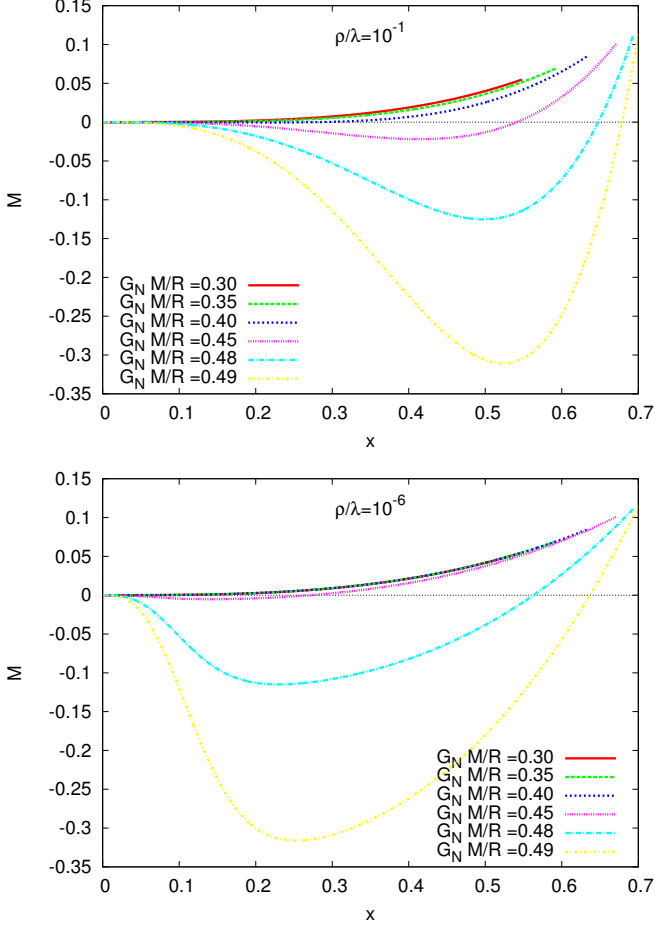 ρ/λ=10⁻¹
0.15
0.1
0.05
0
-0.05
-0.1
-0.15
-0.2
-0.25
-0.3
-0.35
M
G_N M/R =0.30
G_N M/R =0.35
G_N M/R =0.40
G_N M/R =0.45
G_N M/R =0.48
G_N M/R =0.49
0 0.1 0.2 0.3 0.4 0.5 0.6 0.7
x
ρ/λ=10⁻⁶
0.15
0.1
0.05
0
-0.05
-0.1
-0.15
-0.2
-0.25
-0.3
-0.35
M
G_N M/R =0.30
G_N M/R =0.35
G_N M/R =0.40
G_N M/R =0.45
G_N M/R =0.48
G_N M/R =0.49
0 0.1 0.2 0.3 0.4 0.5 0.6 0.7
x